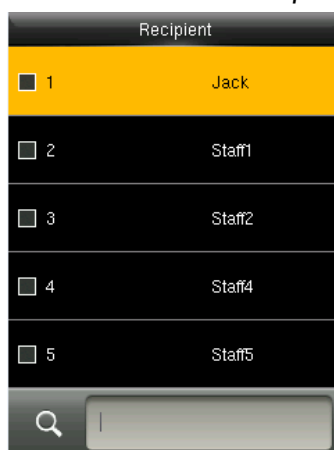 Recipient
1 Jack
2 Staff1
3 Staff2
4 Staff4
5 Staff5